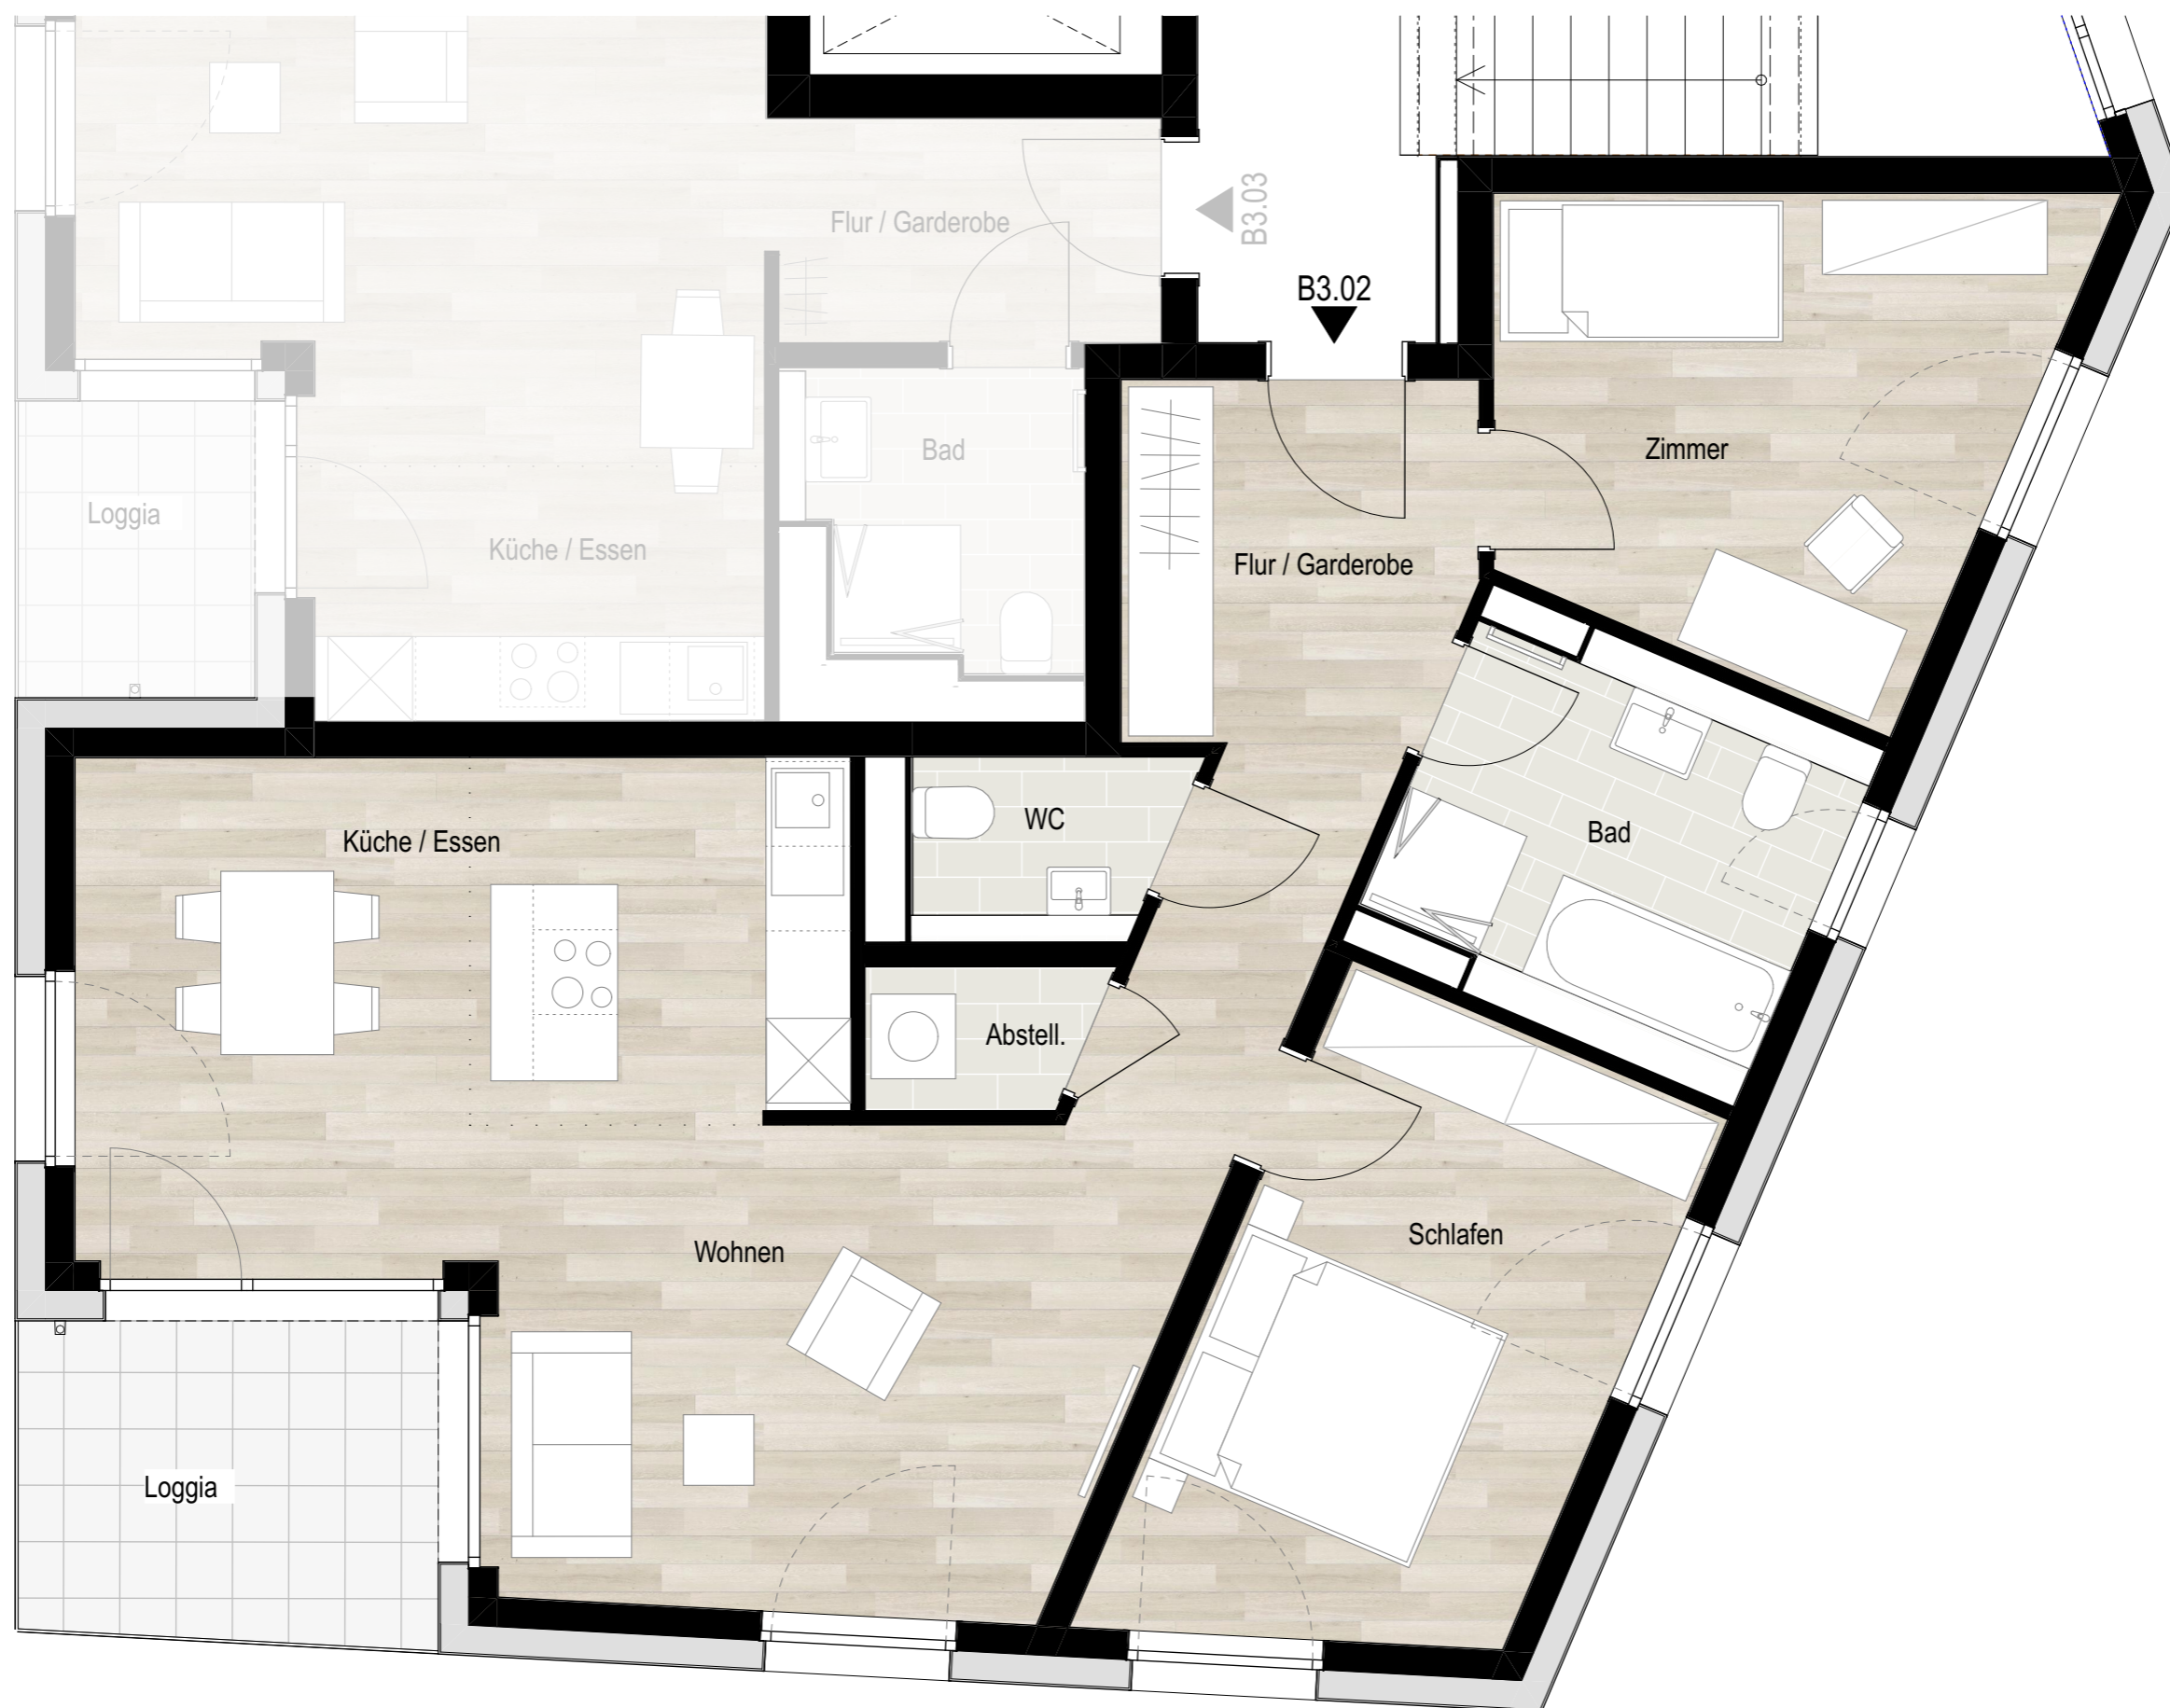 Flur / Garderobe
B3.03
B3.02
Bad
Zimmer
Loggia
Küche / Essen
Flur / Garderobe
WC
Bad
Küche / Essen
Abstell.
Schlafen
Wohnen
Loggia